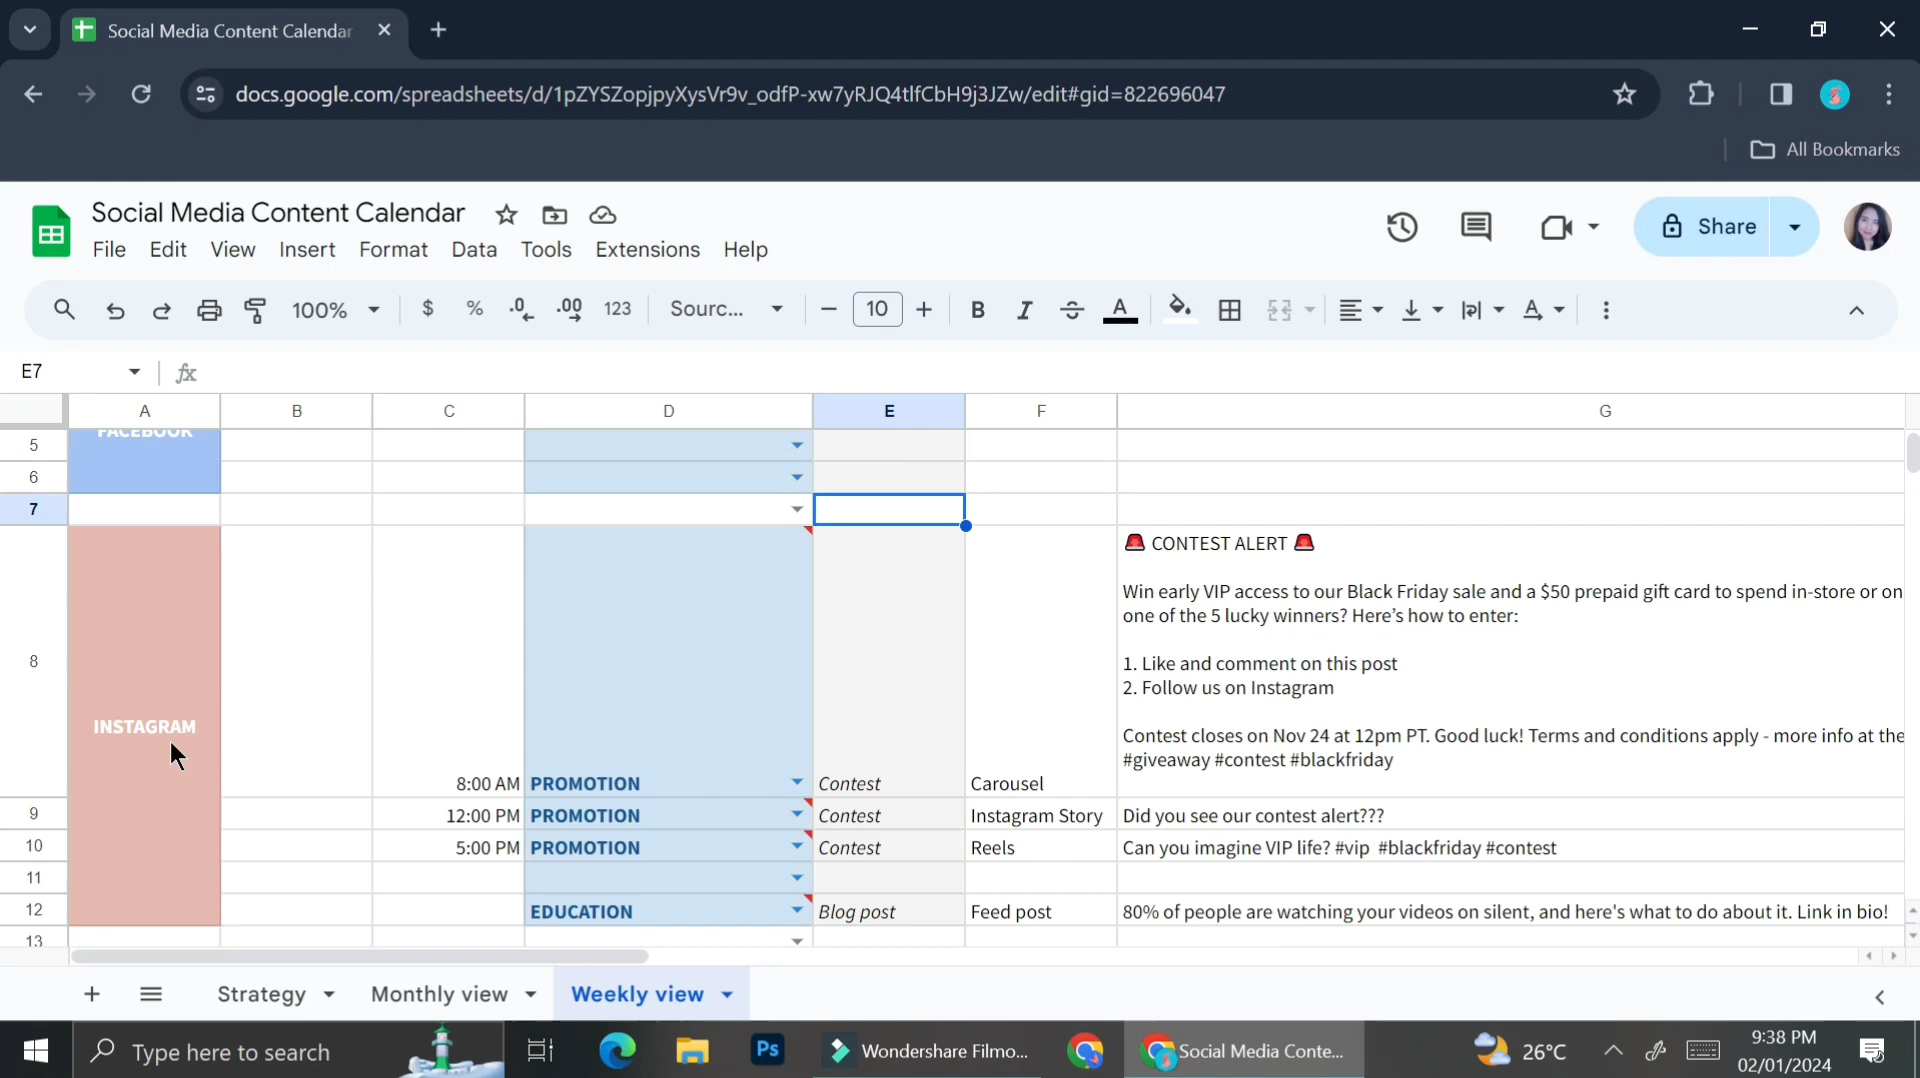 Social Media Content Calendar
docs.google.com/spreadsheets/d/1pZYSZopjpyXysVr9v_odfP-xw7yRJQ4tlfCbH9j3JZw/edit#gid=822696047
All Bookmarks
Social Media Content Calendar
File Edit View Insert Format Data Tools Extensions Help
Share
100% $ % .0 .00 123 Sourc... 10 B I S A
E7 fx
A B C D E F G
5 FACEBOOK
6
7
🚨 CONTEST ALERT 🚨
Win early VIP access to our Black Friday sale and a $50 prepaid gift card to spend in-store or on
one of the 5 lucky winners? Here's how to enter:
8
1. Like and comment on this post
2. Follow us on Instagram
INSTAGRAM
Contest closes on Nov 24 at 12pm PT. Good luck! Terms and conditions apply - more info at the
#giveaway #contest #blackfriday
8:00 AM PROMOTION Contest Carousel
9 12:00 PM PROMOTION Contest Instagram Story Did you see our contest alert???
10 5:00 PM PROMOTION Contest Reels Can you imagine VIP life? #vip #blackfriday #contest
11
12 EDUCATION Blog post Feed post 80% of people are watching your videos on silent, and here's what to do about it. Link in bio!
13
Strategy Monthly view Weekly view
Type here to search
Ps
Wondershare Filmo...
Social Media Conte...
26°C
9:38 PM
02/01/2024